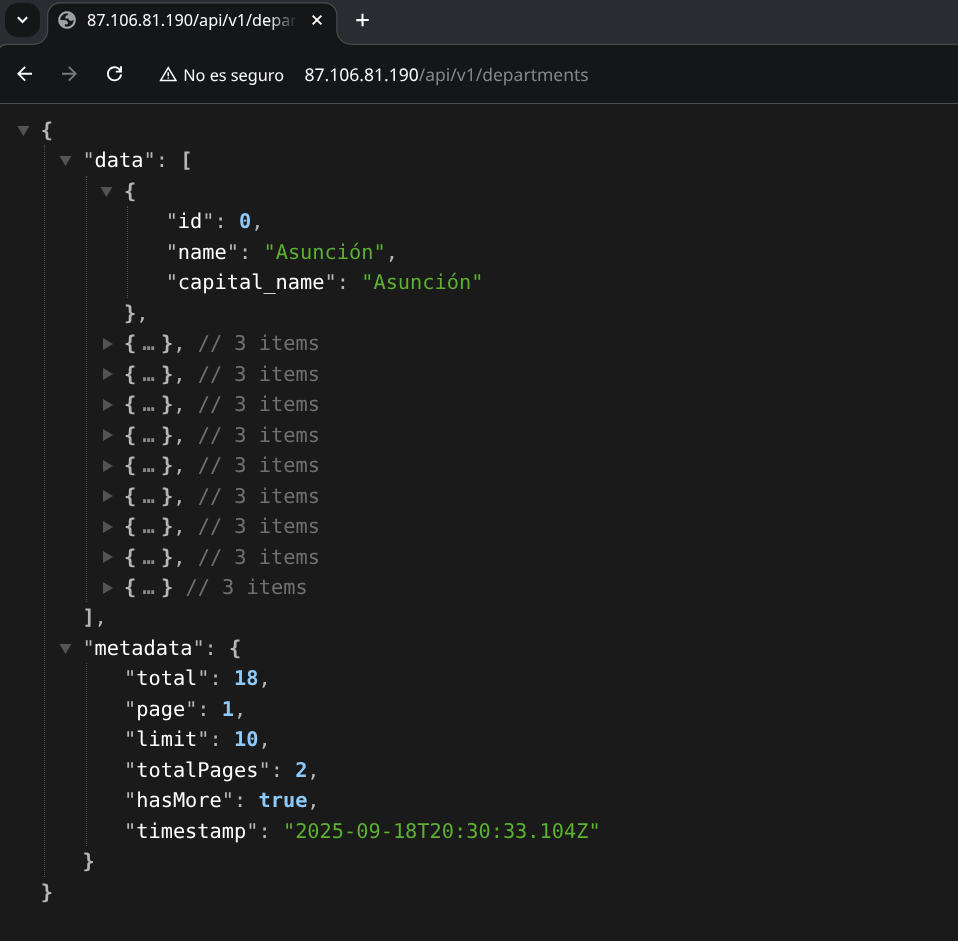 87.106.81.190/api/v1/depar
No es seguro 87.106.81.190/api/v1/departments
{
"data": [
{
"id": 0,
"name": "Asunción",
"capital_name": "Asunción"
},
{ … }, // 3 items
{ … }, // 3 items
{ … }, // 3 items
{ … }, // 3 items
{ … }, // 3 items
{ … }, // 3 items
{ … }, // 3 items
{ … }, // 3 items
{ … } // 3 items
],
"metadata": {
"total": 18,
"page": 1,
"limit": 10,
"totalPages": 2,
"hasMore": true,
"timestamp": "2025-09-18T20:30:33.104Z"
}
}